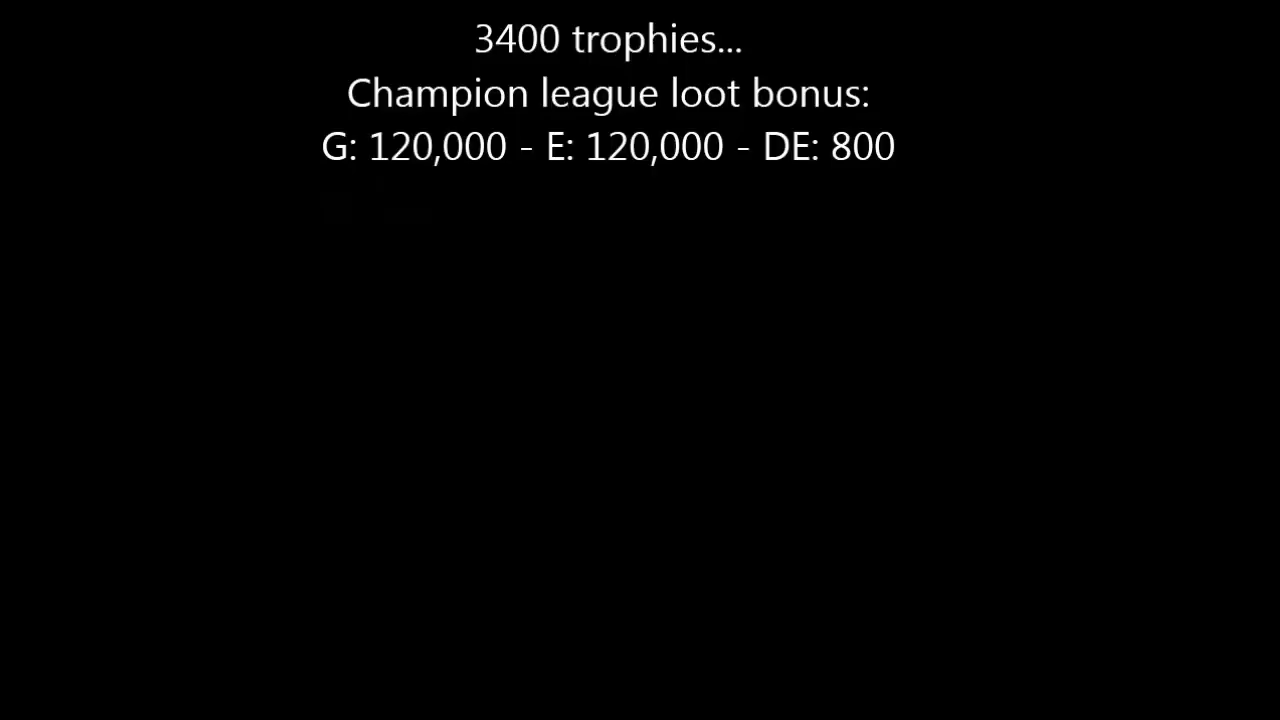 3400 trophies...
Champion league loot bonus:
G: 120,000 - E: 120,000 - DE: 800